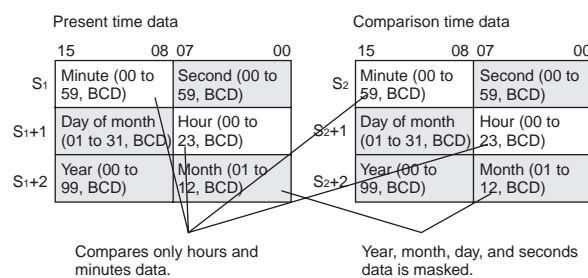 Present time data
Comparison time data
15 08 07 00
15 08 07 00
S1
Minute (00 to
59, BCD)
Second (00 to
59, BCD)
S2
Minute (00 to
59, BCD)
Second (00 to
59, BCD)
S1+1
Day of month
(01 to 31, BCD)
Hour (00 to
23, BCD)
S2+1
Day of month
(01 to 31, BCD)
Hour (00 to
23, BCD)
S1+2
Year (00 to
99, BCD)
Month (01 to
12, BCD)
S2+2
Year (00 to
99, BCD)
Month (01 to
12, BCD)
Compares only hours and
minutes data.
Year, month, day, and seconds
data is masked.